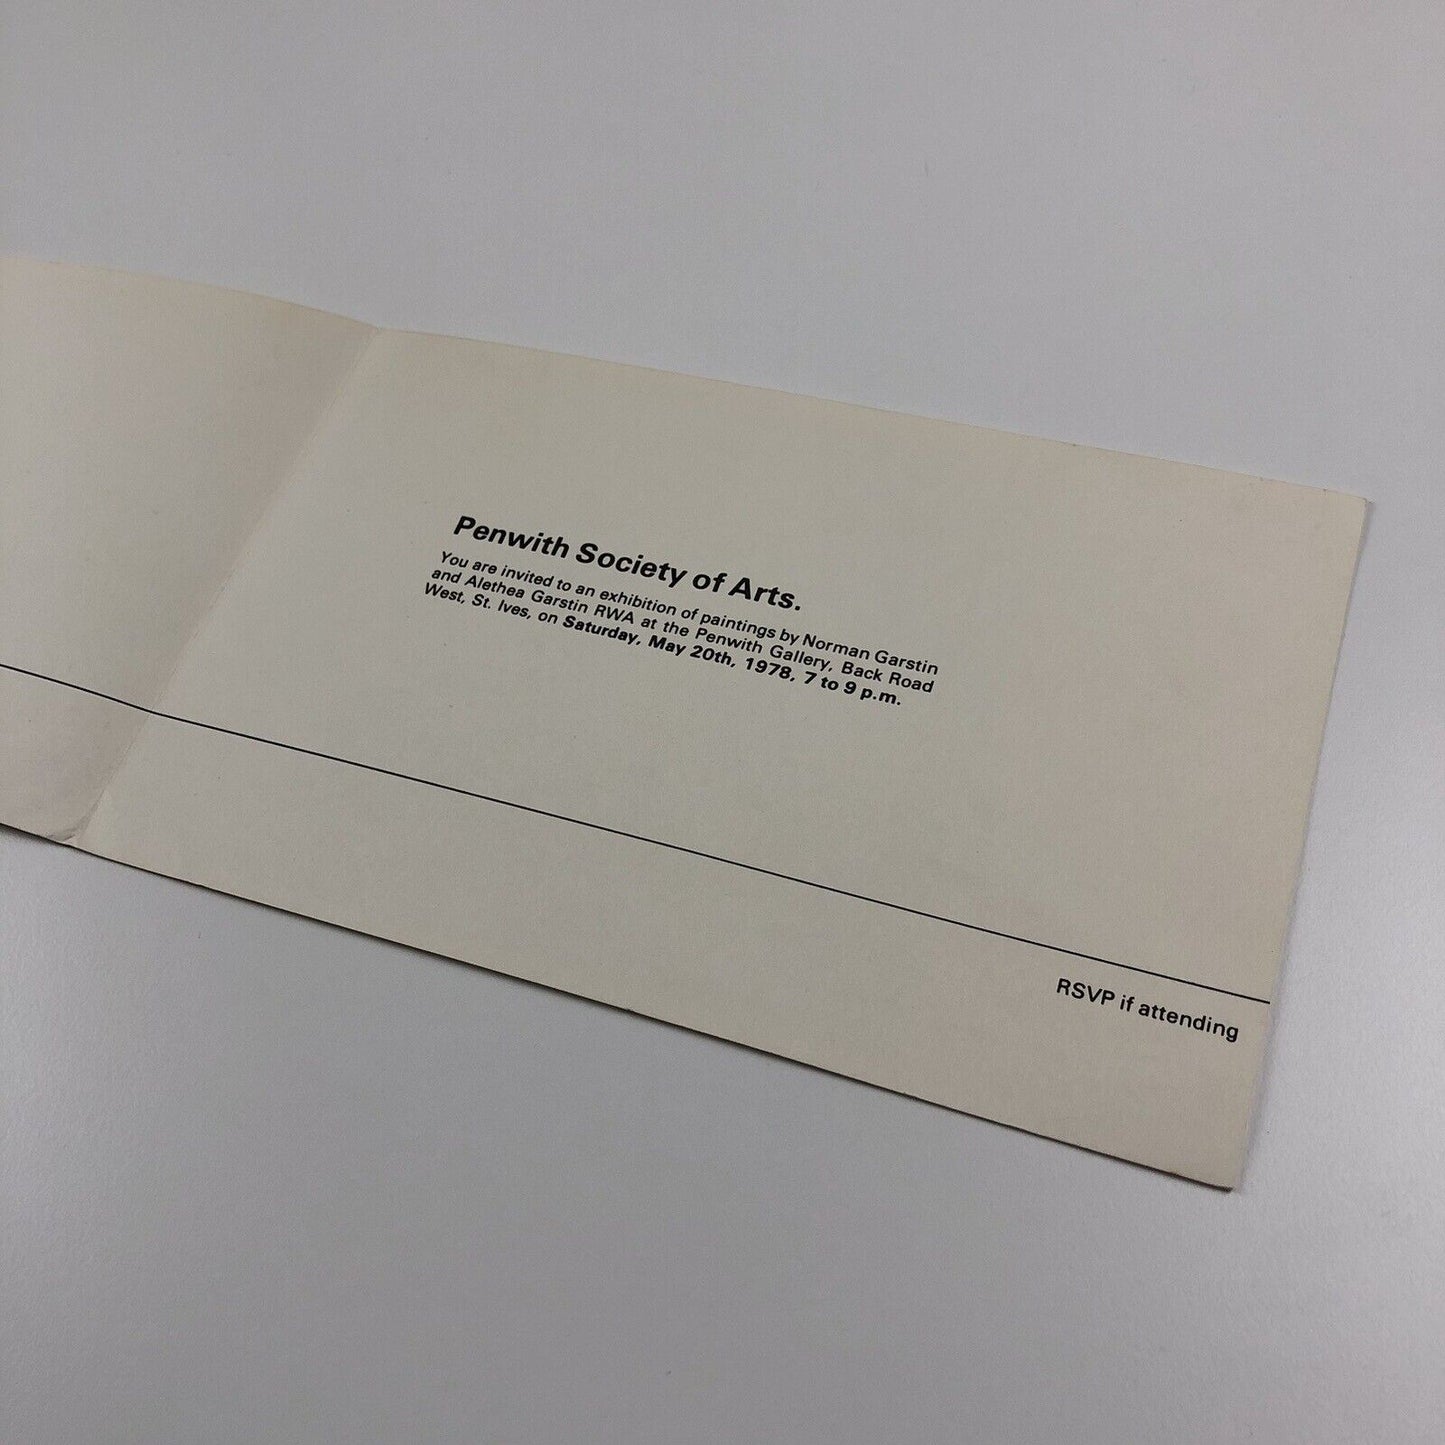 Penwith Society of Arts.
You are invited to an exhibition of paintings by Norman Garstin
and Alethea Garstin RWA at the Penwith Gallery, Back Road
West, St. Ives, on Saturday, May 20th, 1978, 7 to 9 p.m.
RSVP if attending